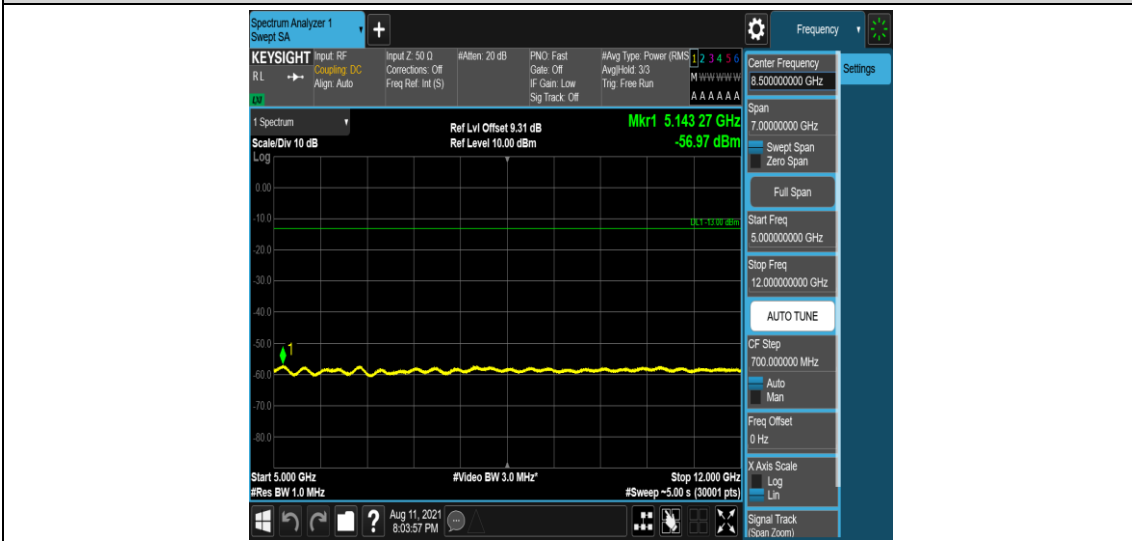 Spectrum Analyzer 1
Swept SA
+
Frequency
KEYSIGHT
RL
LXI
Input: RF
Coupling: DC
Align: Auto
Input Z: 50 Ω
Corrections: Off
Freq Ref: Int (S)
#Atten: 20 dB
PNO: Fast
Gate: Off
IF Gain: Low
Sig Track: Off
#Avg Type: Power (RMS
Avg|Hold: 3/3
Trig: Free Run
1 2 3 4 5 6
M W W W W W
A A A A A A
1 Spectrum
Scale/Div 10 dB
Log
Ref Lvl Offset 9.31 dB
Ref Level 10.00 dBm
Mkr1 5.143 27 GHz
-56.97 dBm
0.00
-10.0
DL1 -13.00 dBm
-20.0
-30.0
-40.0
-50.0
1
-60.0
-70.0
-80.0
Start 5.000 GHz
#Res BW 1.0 MHz
#Video BW 3.0 MHz*
Stop 12.000 GHz
#Sweep ~5.00 s (30001 pts)
?
Aug 11, 2021
8:03:57 PM
Center Frequency
8.500000000 GHz
Settings
Span
7.00000000 GHz
Swept Span
Zero Span
Full Span
Start Freq
5.000000000 GHz
Stop Freq
12.000000000 GHz
AUTO TUNE
CF Step
700.000000 MHz
Auto
Man
Freq Offset
0 Hz
X Axis Scale
Log
Lin
Signal Track
(Span Zoom)